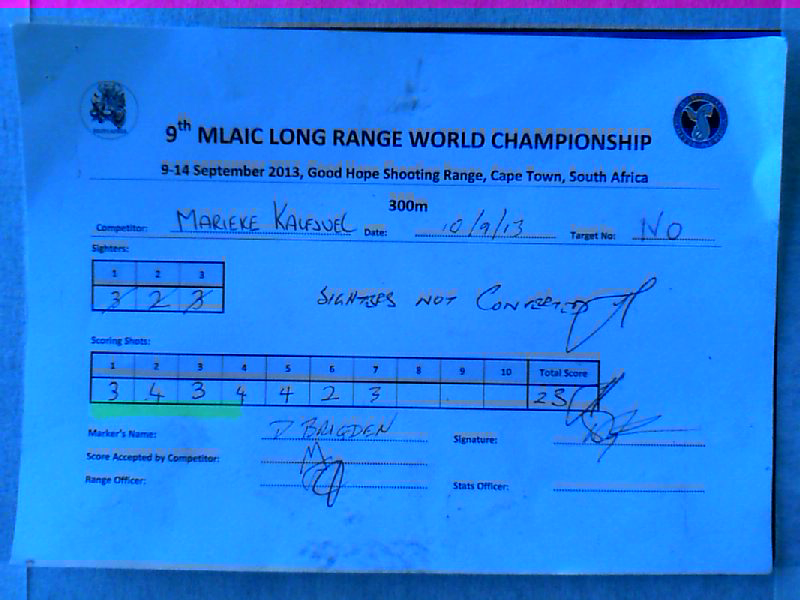 9th MLAIC LONG RANGE WORLD CHAMPIONSHIP
9-14 September 2013, Good Hope Shooting Range, Cape Town, South Africa
300m
Competitor: MARIEKE Date: 10/9/13 Target No: NO
Sighters:
1 2 3
3 2 3
SIGHTERS NOT CONVERTED
Scoring Shots:
1 2 3 4 5 6 7 8 9 10 Total Score
3 4 3 4 4 2 3 23
Marker's Name: D BRIGDEN Signature:
Score Accepted by Competitor:
Range Officer: Stats Officer: